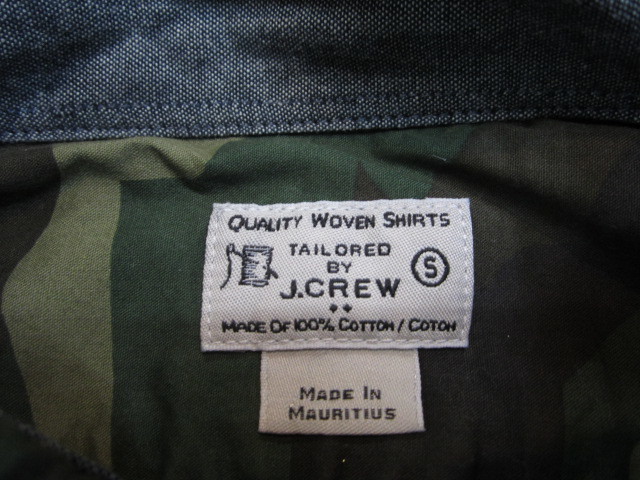 QUALITY WOVEN SHIRTS
TAILORED
BY
S
J.CREW
MADE OF 100% COTTON / COTON
MADE IN
MAURITIUS